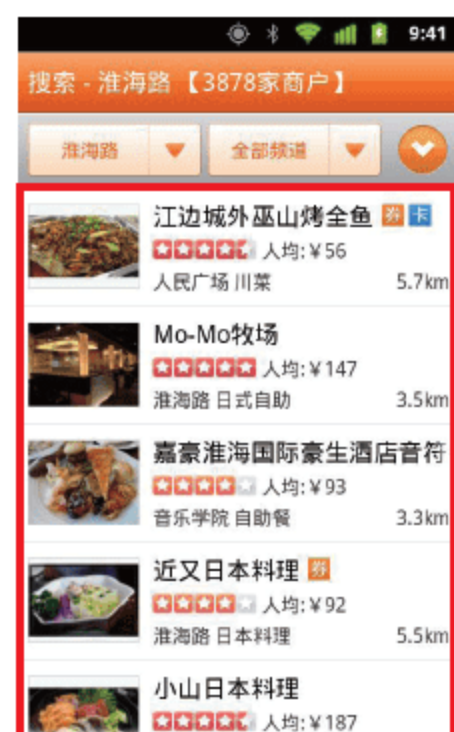 9:41
搜索 - 淮海路 【3878家商户】
淮海路 全部频道
江边城外巫山烤全鱼 券 卡
人均:¥56
人民广场 川菜 5.7km
Mo-Mo牧场
人均:¥147
淮海路 日式自助 3.5km
嘉豪淮海国际豪生酒店音符
人均:¥93
音乐学院 自助餐 3.3km
近又日本料理 券
人均:¥92
淮海路 日本料理 5.5km
小山日本料理
人均:¥187